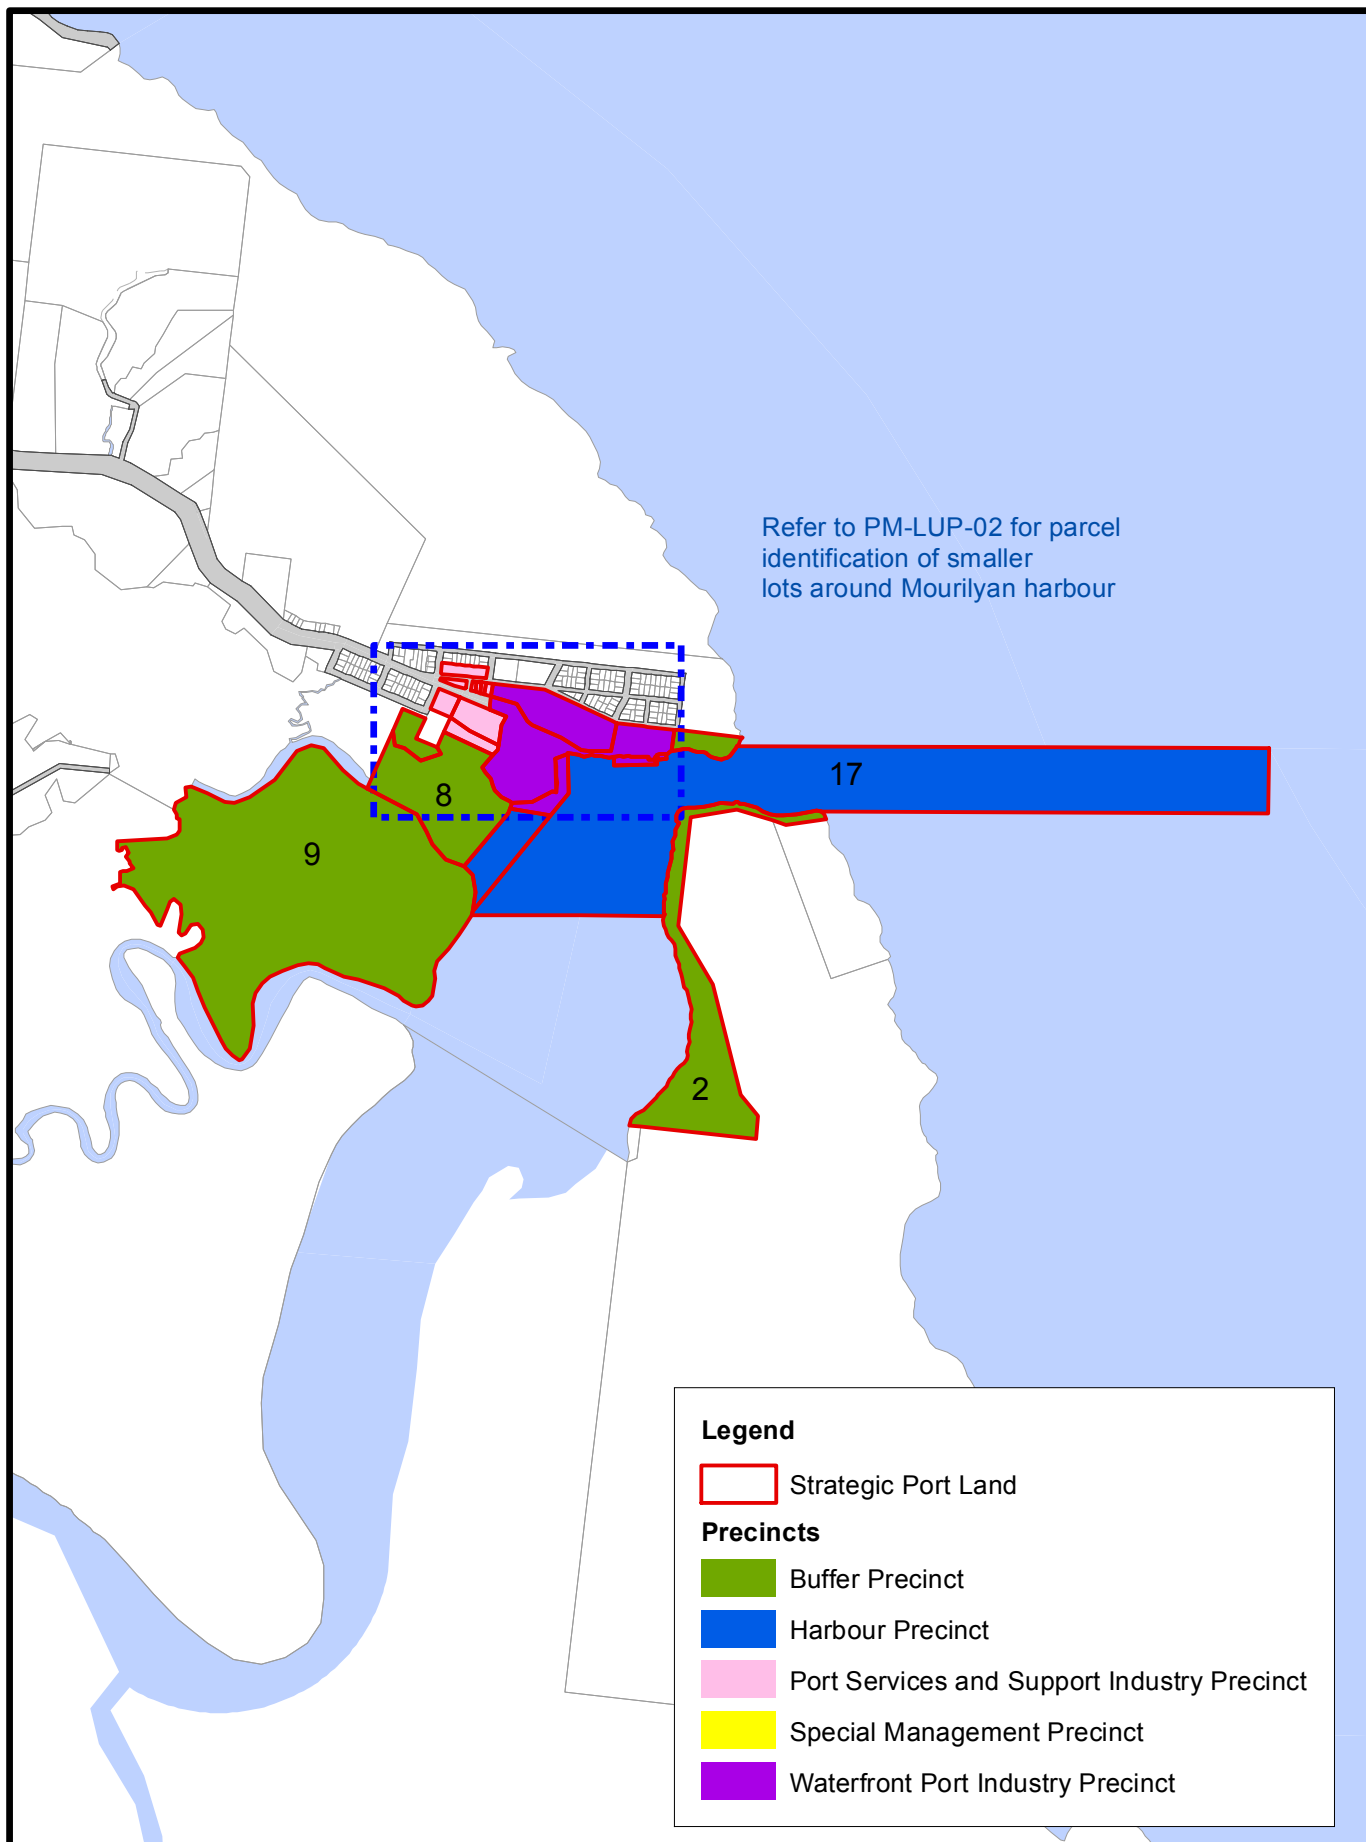 Refer to PM-LUP-02 for parcel
identification of smaller
lots around Mourilyan harbour
17
8
9
2
Legend
Strategic Port Land
Precincts
Buffer Precinct
Harbour Precinct
Port Services and Support Industry Precinct
Special Management Precinct
Waterfront Port Industry Precinct